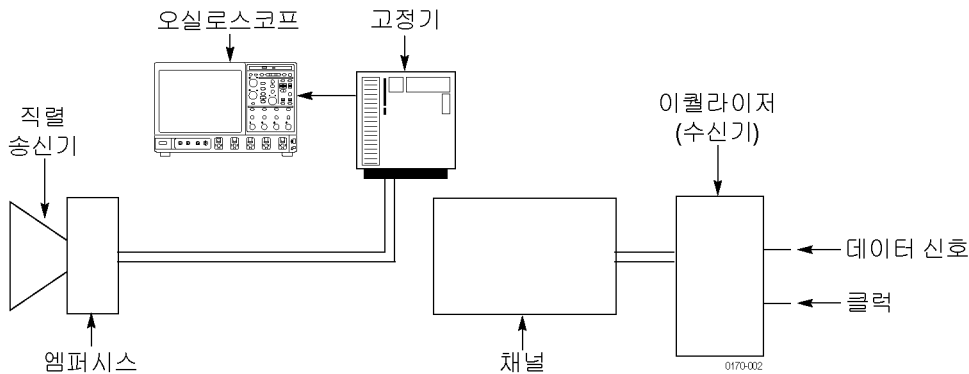 오실로스코프
고정기
직렬
송신기
이퀄라이저
(수신기)
데이터 신호
클럭
엠퍼시스
채널
0170-002